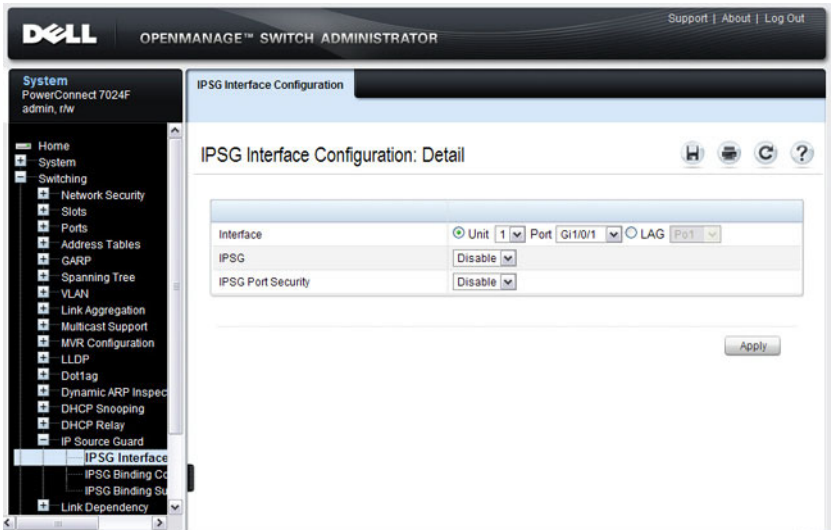 Support | About | Log Out
DELL
OPENMANAGE™ SWITCH ADMINISTRATOR
System
PowerConnect 7024F
admin, r/w
IPSG Interface Configuration
Home
System
Switching
Network Security
Slots
Ports
Address Tables
GARP
Spanning Tree
VLAN
Link Aggregation
Multicast Support
MVR Configuration
LLDP
Dot1ag
Dynamic ARP Inspec
DHCP Snooping
DHCP Relay
IP Source Guard
IPSG Interface
IPSG Binding Co
IPSG Binding Su
Link Dependency
IPSG Interface Configuration: Detail
Interface Unit 1 Port Gi1/0/1 LAG Po1
IPSG Disable
IPSG Port Security Disable
Apply